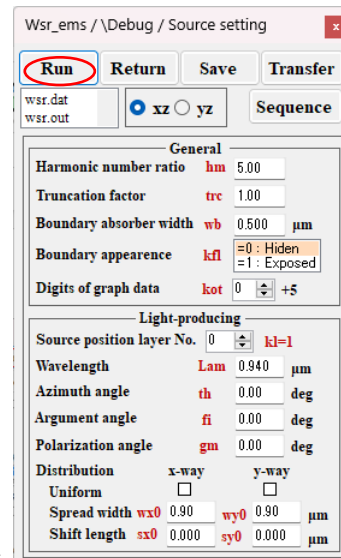 Wsr_ems / \Debug / Source setting x
Run Return Save Transfer
wsr.dat
wsr.out
xz yz Sequence
General
Harmonic number ratio hm 5.00
Truncation factor trc 1.00
Boundary absorber width wb 0.500 μm
Boundary appearence kfl =0 : Hiden
=1 : Exposed
Digits of graph data kot 0 +5
Light-producing
Source position layer No. 0 kl=1
Wavelength Lam 0.940 μm
Azimuth angle th 0.00 deg
Argument angle fi 0.00 deg
Polarization angle gm 0.00 deg
Distribution x-way y-way
Uniform
Spread width wx0 0.90 wy0 0.90 μm
Shift length sx0 0.000 sy0 0.000 μm